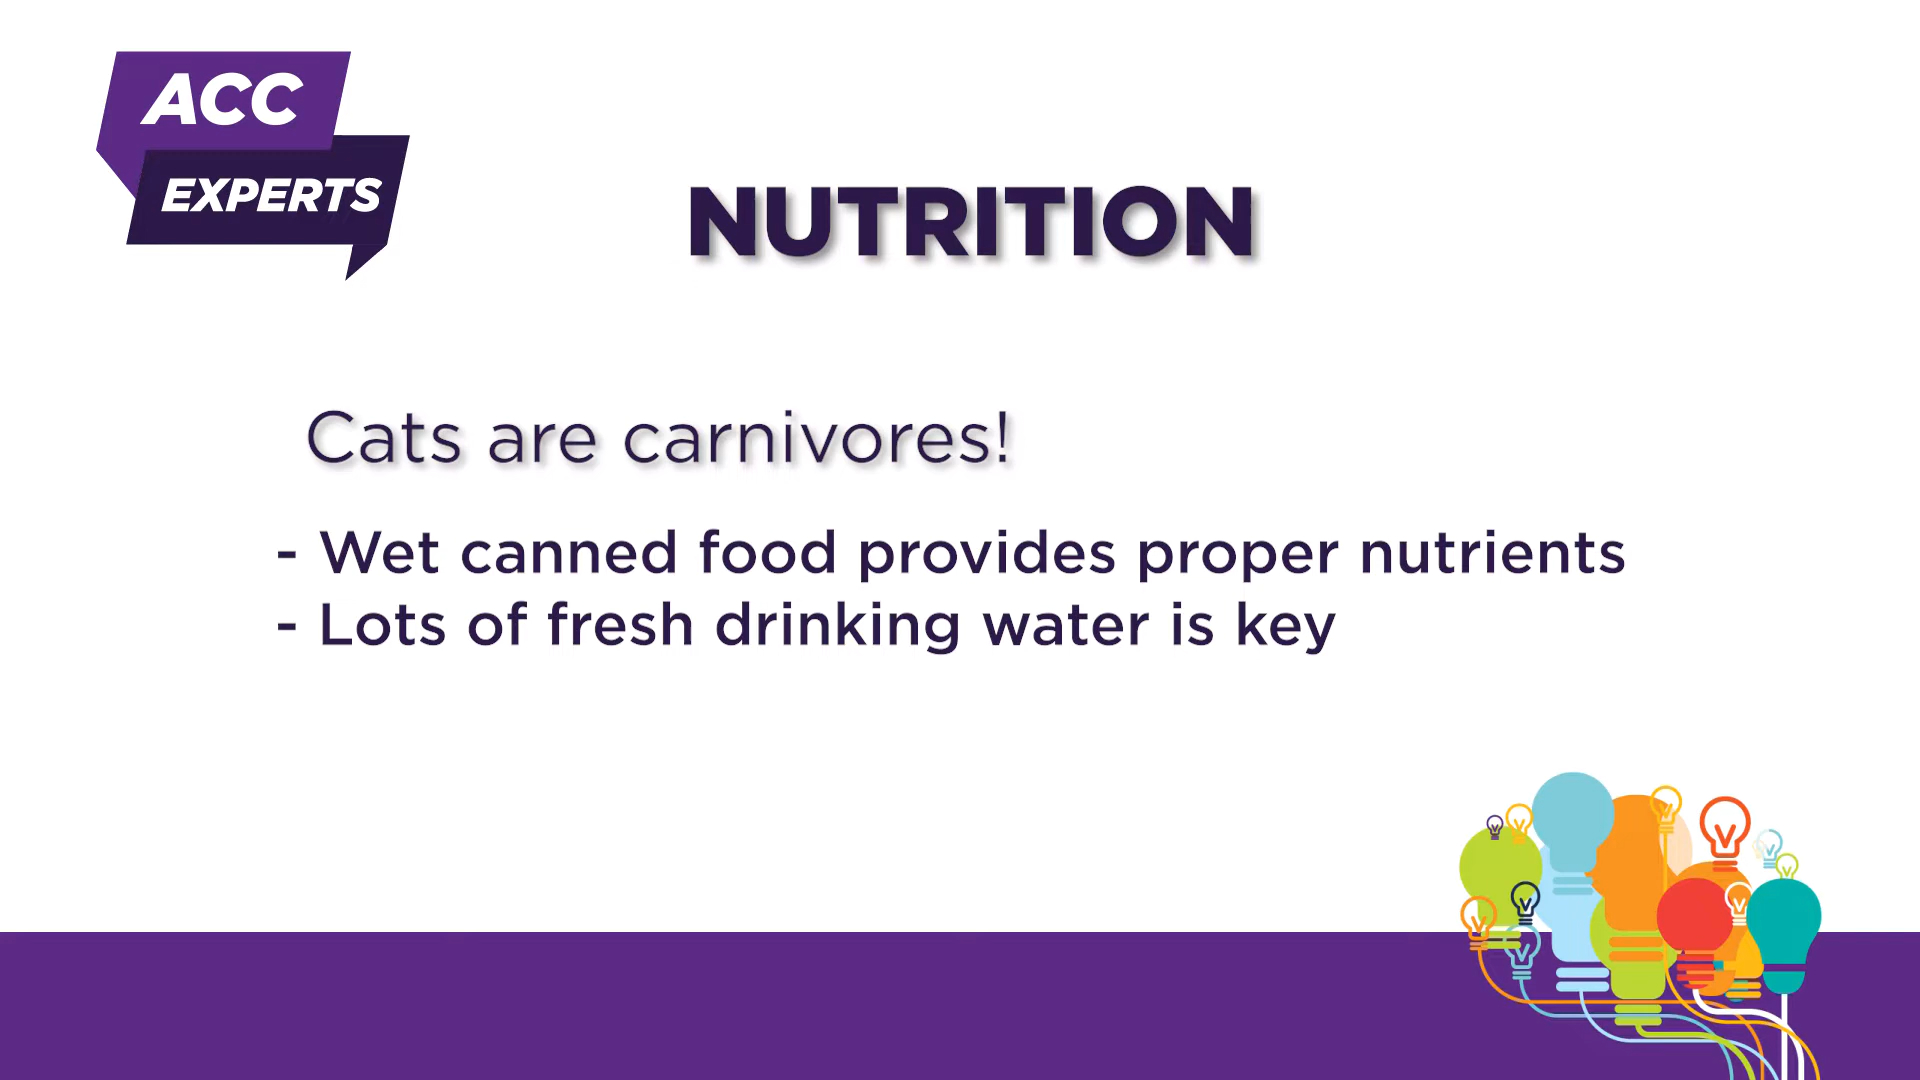 ACC
EXPERTS
NUTRITION
Cats are carnivores!
- Wet canned food provides proper nutrients
- Lots of fresh drinking water is key